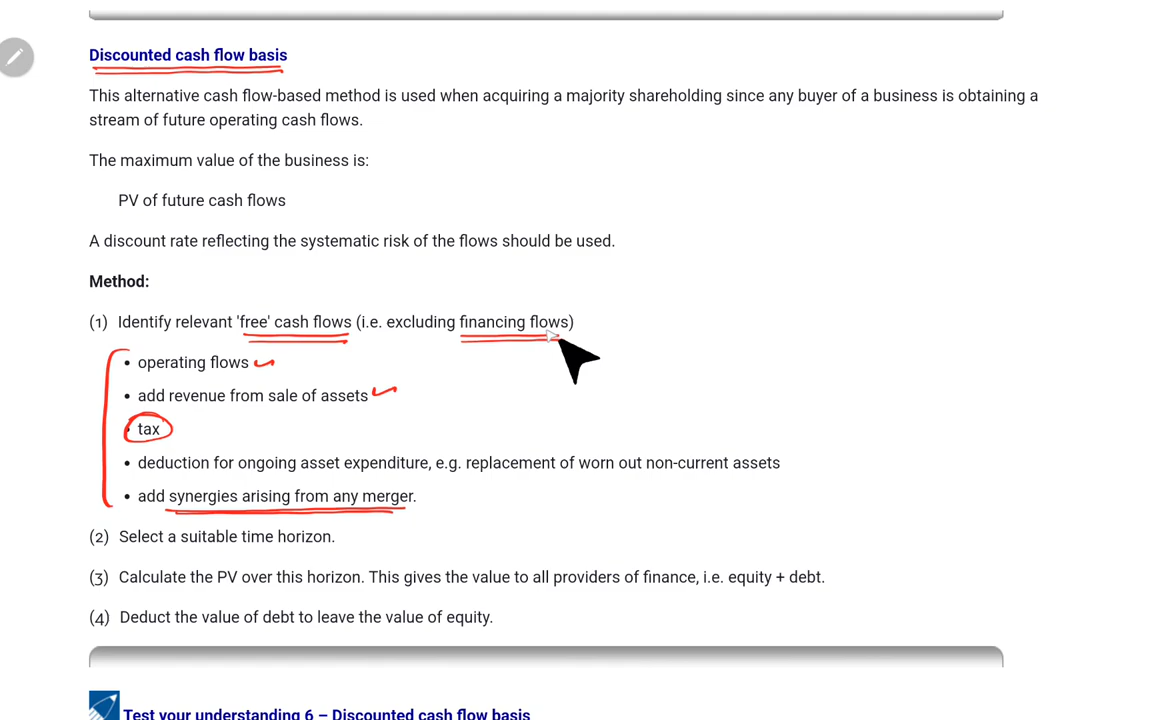 Discounted cash flow basis
This alternative cash flow-based method is used when acquiring a majority shareholding since any buyer of a business is obtaining a
stream of future operating cash flows.
The maximum value of the business is:
PV of future cash flows
A discount rate reflecting the systematic risk of the flows should be used.
Method:
(1) Identify relevant 'free' cash flows (i.e. excluding financing flows)
• operating flows
• add revenue from sale of assets
• tax
• deduction for ongoing asset expenditure, e.g. replacement of worn out non-current assets
• add synergies arising from any merger.
(2) Select a suitable time horizon.
(3) Calculate the PV over this horizon. This gives the value to all providers of finance, i.e. equity + debt.
(4) Deduct the value of debt to leave the value of equity.
Test your understanding 6 – Discounted cash flow basis